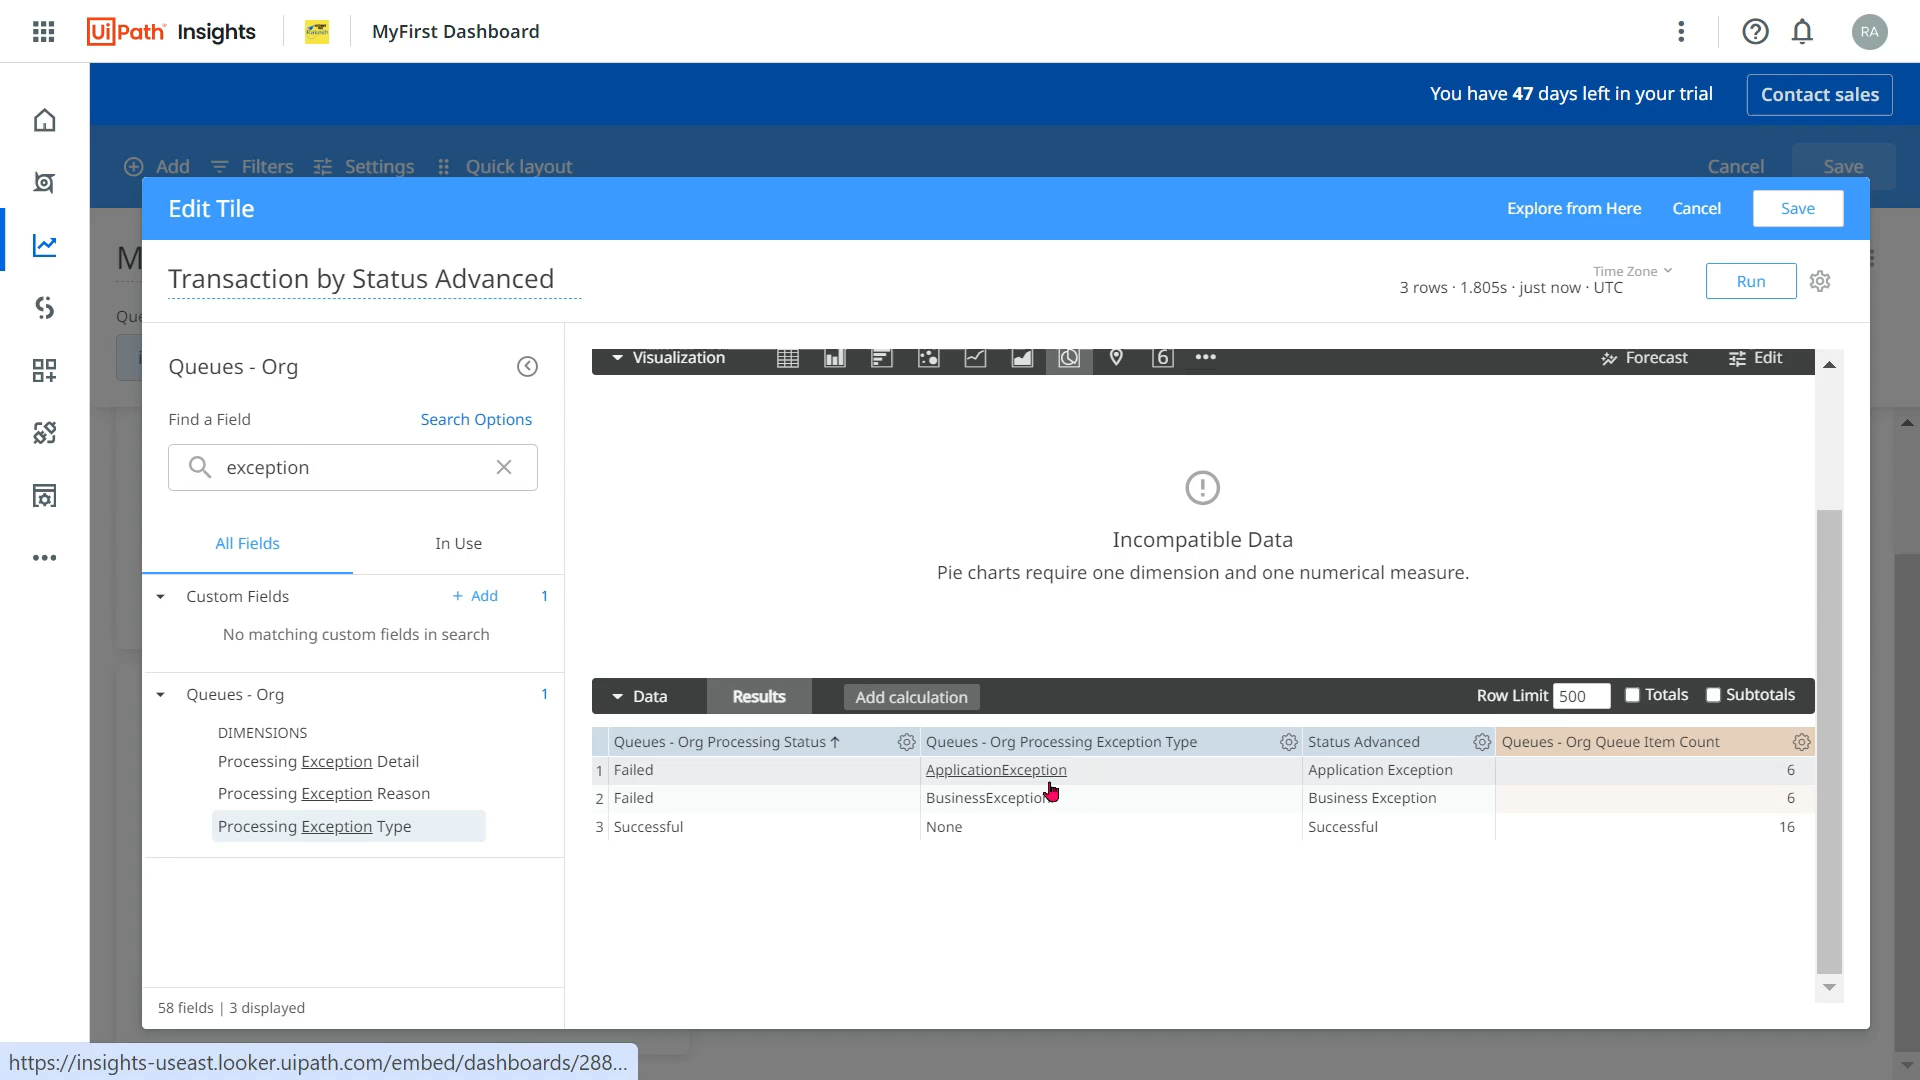 UiPath Insights MyFirst Dashboard RA
You have 47 days left in your trial Contact sales
Add Filters Settings Quick layout Cancel Save
Edit Tile Explore from Here Cancel Save
Transaction by Status Advanced
Time Zone
3 rows · 1.805s · just now · UTC Run
Queues - Org
Find a Field Search Options
exception
All Fields In Use
Custom Fields + Add 1
No matching custom fields in search
Queues - Org 1
DIMENSIONS
Processing Exception Detail
Processing Exception Reason
Processing Exception Type
58 fields | 3 displayed
Visualization 6 Forecast Edit
Incompatible Data
Pie charts require one dimension and one numerical measure.
Data Results Add calculation Row Limit 500 Totals Subtotals
Queues - Org Processing Status ↑ Queues - Org Processing Exception Type Status Advanced Queues - Org Queue Item Count
1 Failed ApplicationException Application Exception 6
2 Failed BusinessException Business Exception 6
3 Successful None Successful 16
https://insights-useast.looker.uipath.com/embed/dashboards/288...